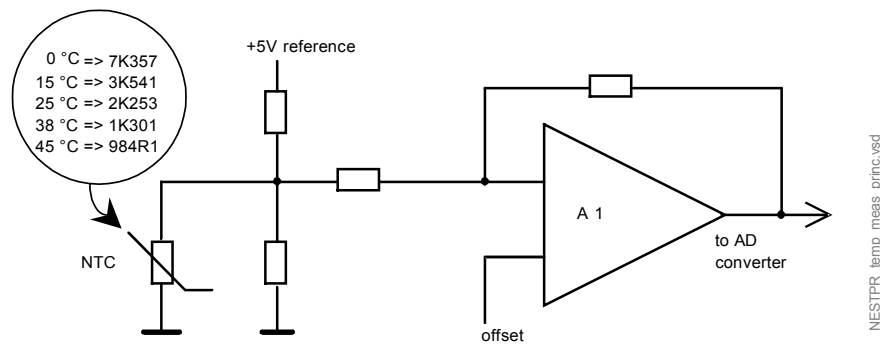 0 °C => 7K357
15 °C => 3K541
25 °C => 2K253
38 °C => 1K301
45 °C => 984R1
+5V reference
NTC
A 1
to AD
converter
offset
NESTPR_temp_meas_princ.vsd